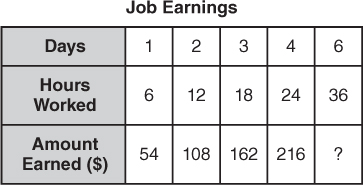 Job Earnings
Days 1 2 3 4 6
Hours Worked 6 12 18 24 36
Amount Earned ($) 54 108 162 216 ?